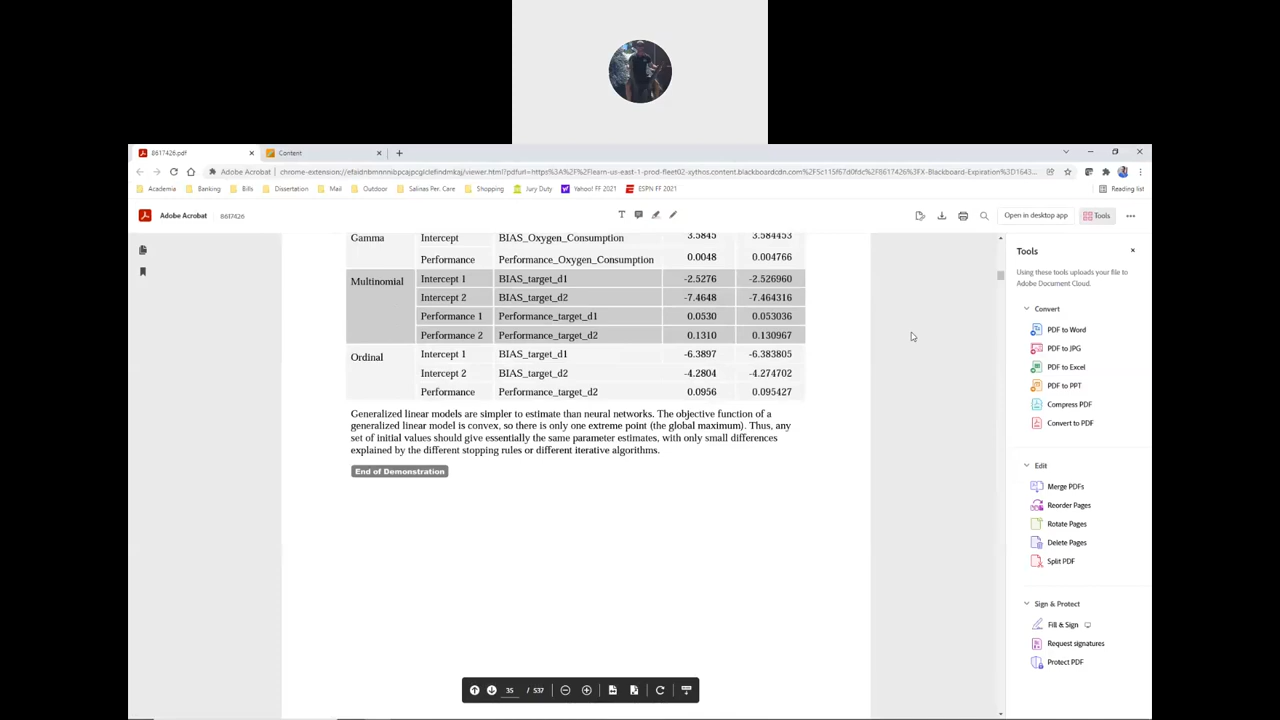 8617426.pdf
Content
Adobe Acrobat
Academia Banking Bills Dissertation Mail Outdoor Salinas Per. Care Shopping Jury Duty Yahoo! FF 2021 ESPN FF 2021 Reading list
Adobe Acrobat 8617426 Open in desktop app Tools
Gamma Intercept BIAS_Oxygen_Consumption 3.5845 3.584453
Performance Performance_Oxygen_Consumption 0.0048 0.004766
Multinomial Intercept 1 BIAS_target_d1 -2.5276 -2.526960
Intercept 2 BIAS_target_d2 -7.4648 -7.464316
Performance 1 Performance_target_d1 0.0530 0.053036
Performance 2 Performance_target_d2 0.1310 0.130967
Ordinal Intercept 1 BIAS_target_d1 -6.3897 -6.383805
Intercept 2 BIAS_target_d2 -4.2804 -4.274702
Performance Performance_target_d2 0.0956 0.095427
Generalized linear models are simpler to estimate than neural networks. The objective function of a
generalized linear model is convex, so there is only one extreme point (the global maximum). Thus, any
set of initial values should give essentially the same parameter estimates, with only small differences
explained by the different stopping rules or different iterative algorithms.
End of Demonstration
35 / 537
Tools
Using these tools uploads your file to
Adobe Document Cloud.
Convert
PDF to Word
PDF to JPG
PDF to Excel
PDF to PPT
Compress PDF
Convert to PDF
Edit
Merge PDFs
Reorder Pages
Rotate Pages
Delete Pages
Split PDF
Sign & Protect
Fill & Sign
Request signatures
Protect PDF